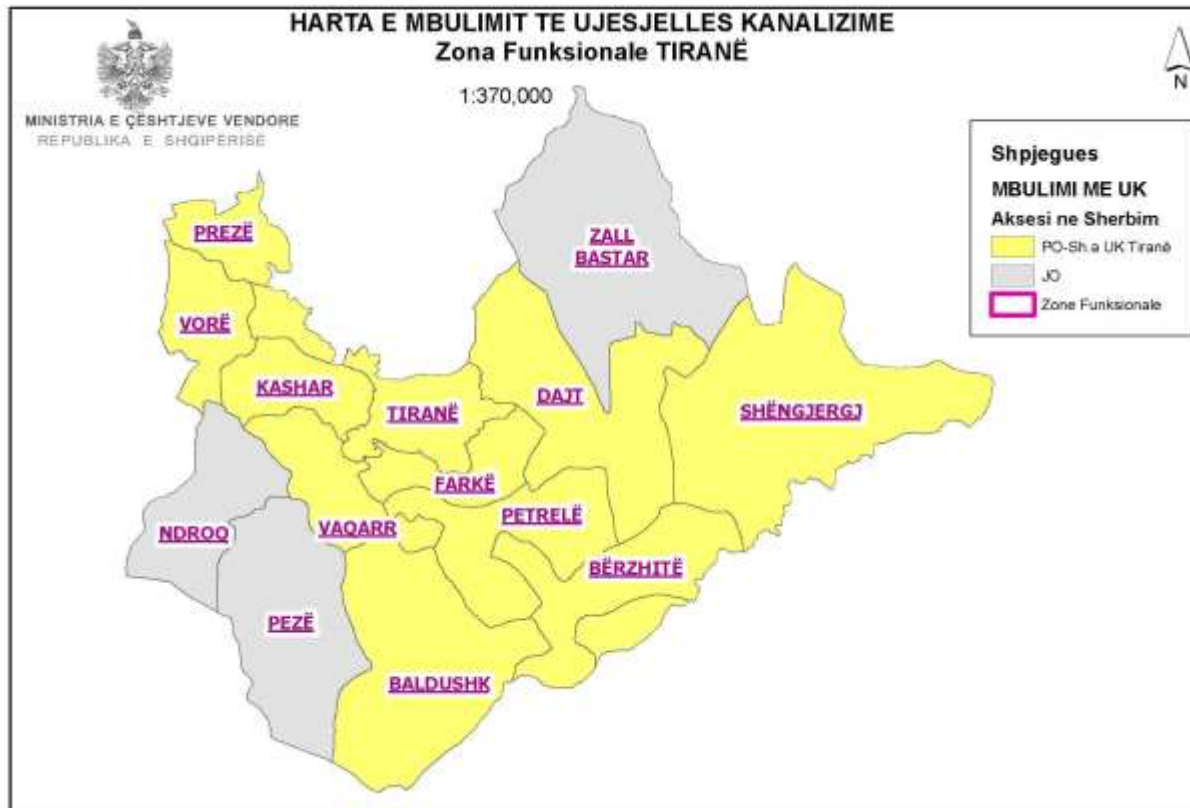 HARTA E MBULIMIT TE UJESJELLES KANALIZIME
Zona Funksionale TIRANË
1:370,000
N
MINISTRIA E ÇËSHTJEVE VENDORE
REPUBLIKA E SHQIPERISË
Shpjegues
MBULIMI ME UK
Aksesi ne Sherbim
PO-Sh.a UK Tiranë
JO
Zone Funksionale
PREZË
ZALL
BASTAR
VORË
KASHAR
TIRANË
DAJT
SHËNGJERGJ
FARKË
PETRELË
NDROQ
VAQARR
BËRZHITË
PEZË
BALDUSHK